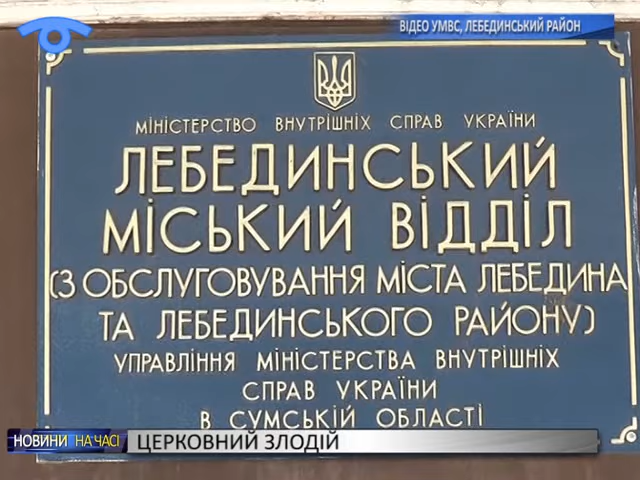 ВІДЕО УМВС, ЛЕБЕДИНСЬКИЙ РАЙОН
МІНІСТЕРСТВО ВНУТРІШНІХ СПРАВ УКРАЇНИ
ЛЕБЕДИНСЬКИЙ
МІСЬКИЙ ВІДДІЛ
(З ОБСЛУГОВУВАННЯ МІСТА ЛЕБЕДИНА
ТА ЛЕБЕДИНСЬКОГО РАЙОНУ)
УПРАВЛІННЯ МІНІСТЕРСТВА ВНУТРІШНІХ
СПРАВ УКРАЇНИ
В СУМСЬКІЙ ОБЛАСТІ
НОВИНИ НА ЧАСІ ЦЕРКОВНИЙ ЗЛОДІЙ